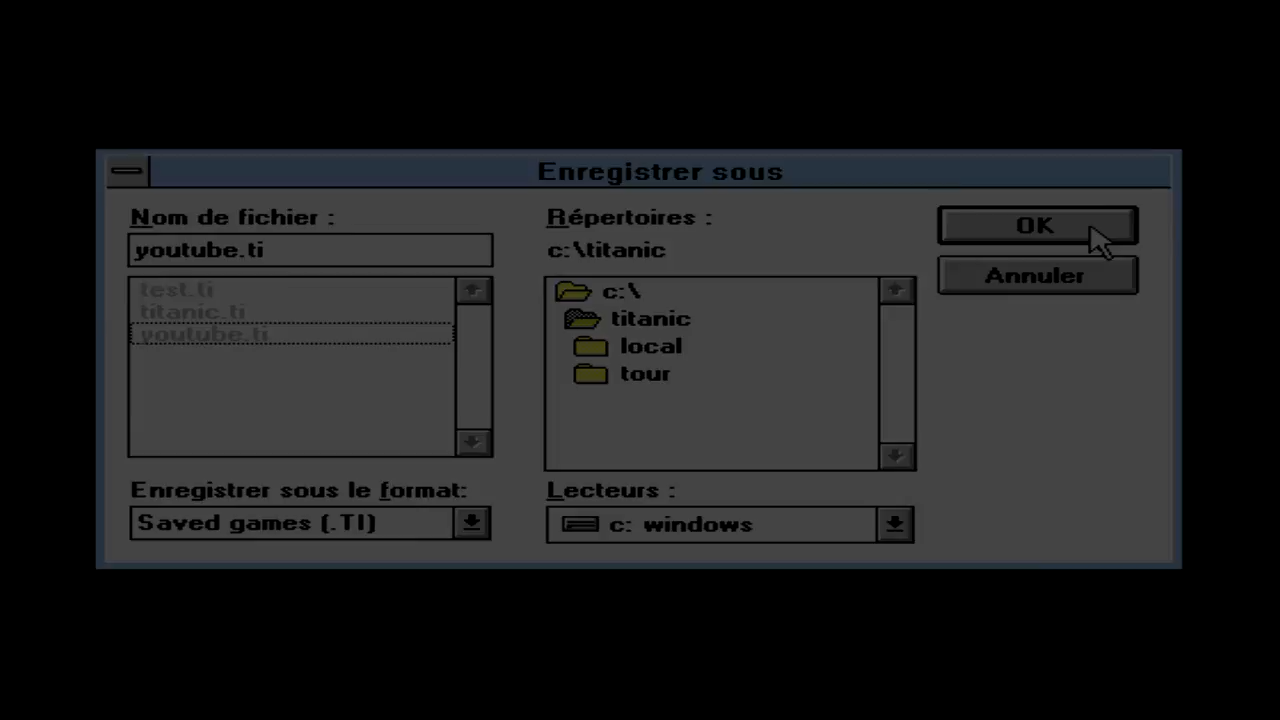 Enregistrer sous
Nom de fichier :
youtube.ti
test.ti
titanic.ti
youtube.ti
Enregistrer sous le format:
Saved games (.TI)
Répertoires :
c:\titanic
c:\
titanic
local
tour
Lecteurs :
c: windows
OK
Annuler